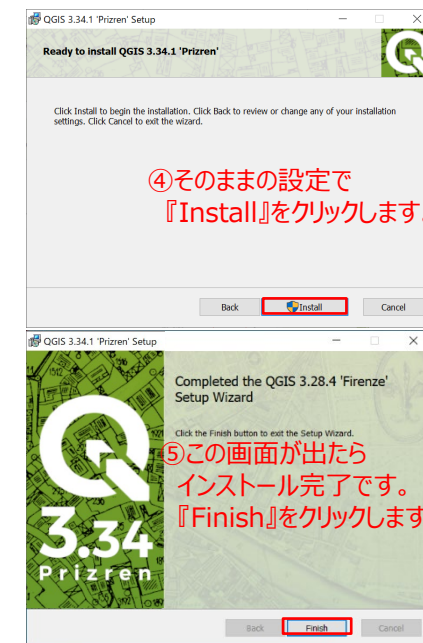 QGIS 3.34.1 'Prizren' Setup
Ready to install QGIS 3.34.1 'Prizren'
Click Install to begin the installation. Click Back to review or change any of your installation
settings. Click Cancel to exit the wizard.
④そのままの設定で
『Install』をクリックします。
Back Install Cancel
QGIS 3.34.1 'Prizren' Setup
Completed the QGIS 3.28.4 'Firenze'
Setup Wizard
Click the Finish button to exit the Setup Wizard.
⑤この画面が出たら
インストール完了です。
『Finish』をクリックします
3.34
Prizren
Back Finish Cancel